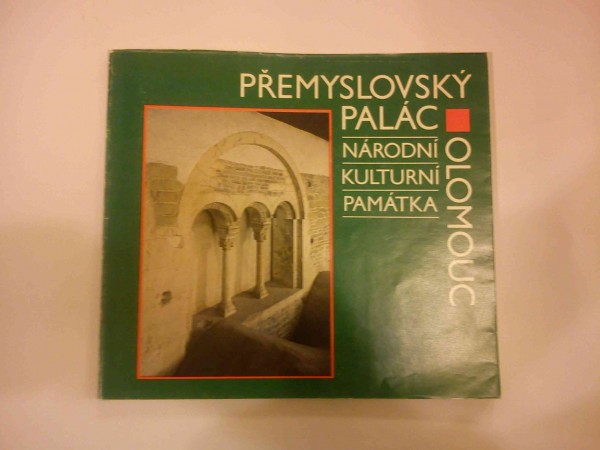 PŘEMYSLOVSKÝ
PALÁC
NÁRODNÍ
KULTURNÍ
PAMÁTKA
OLOMOUC